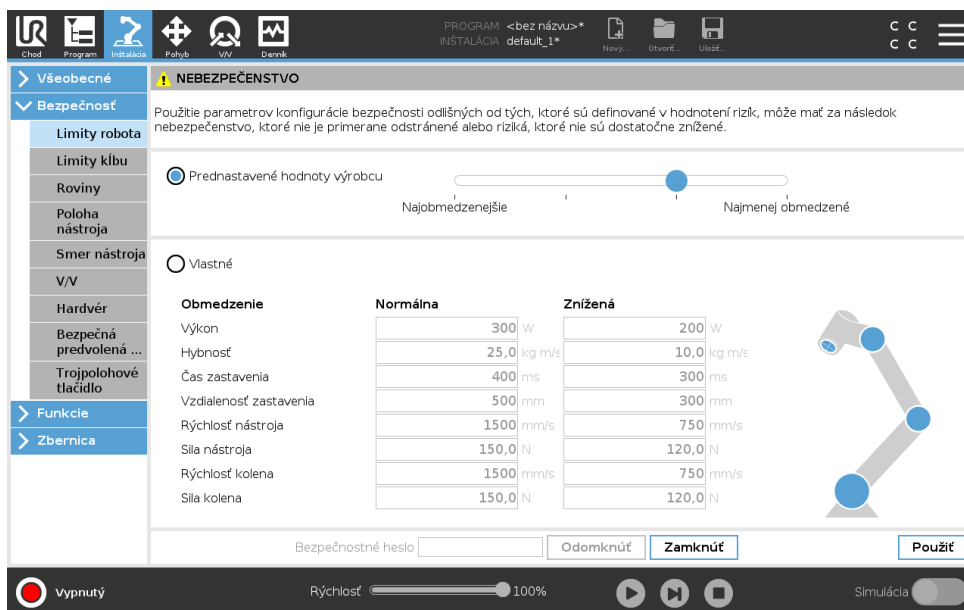 PROGRAM <bez názvu>*
INŠTALÁCIA default_1*
Chod
Program
Inštalácia
Pohyb
V/V
Denník
Nový...
Otvoriť...
Uložiť...
C C
C C
Všeobecné
Bezpečnosť
Limity robota
Limity kĺbu
Roviny
Poloha
nástroja
Smer nástroja
V/V
Hardvér
Bezpečná
predvolená ...
Trojpolohové
tlačidlo
Funkcie
Zbernica
NEBEZPEČENSTVO
Použitie parametrov konfigurácie bezpečnosti odlišných od tých, ktoré sú definované v hodnotení rizík, môže mať za následok
nebezpečenstvo, ktoré nie je primerane odstránené alebo riziká, ktoré nie sú dostatočne znížené.
Prednastavené hodnoty výrobcu
Najobmedzenejšie
Najmenej obmedzené
Vlastné
Obmedzenie Normálna Znížená
Výkon 300 W 200 W
Hybnosť 25,0 kg m/s 10,0 kg m/s
Čas zastavenia 400 ms 300 ms
Vzdialenosť zastavenia 500 mm 300 mm
Rýchlosť nástroja 1500 mm/s 750 mm/s
Sila nástroja 150,0 N 120,0 N
Rýchlosť kolena 1500 mm/s 750 mm/s
Sila kolena 150,0 N 120,0 N
Bezpečnostné heslo Odomknúť Zamknúť Použiť
Vypnutý Rýchlosť 100% Simulácia